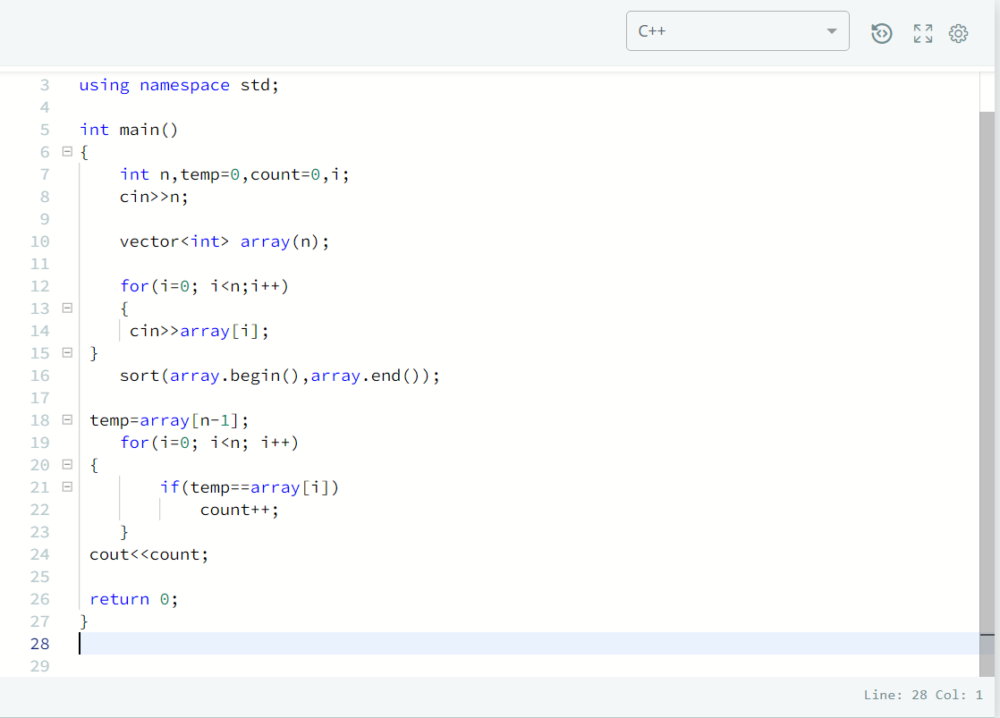 C++
3 using namespace std;
4
5 int main()
6 {
7 int n,temp=0,count=0,i;
8 cin>>n;
9
10 vector<int> array(n);
11
12 for(i=0; i<n;i++)
13 {
14 cin>>array[i];
15 }
16 sort(array.begin(),array.end());
17
18 temp=array[n-1];
19 for(i=0; i<n; i++)
20 {
21 if(temp==array[i])
22 count++;
23 }
24 cout<<count;
25
26 return 0;
27 }
28
29
Line: 28 Col: 1